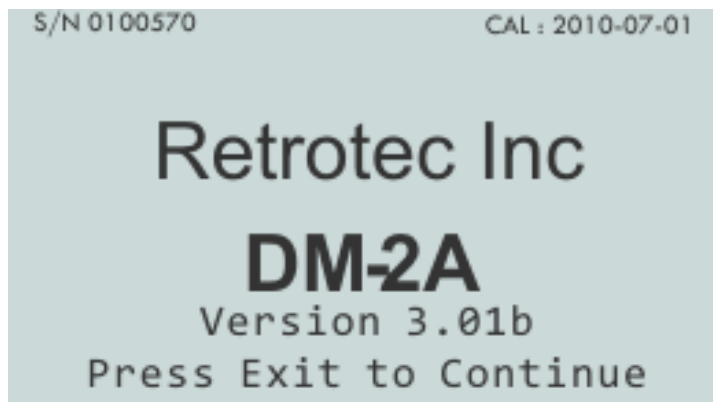 S/N 0100570 CAL : 2010-07-01
Retrotec Inc
DM-2A
Version 3.01b
Press Exit to Continue